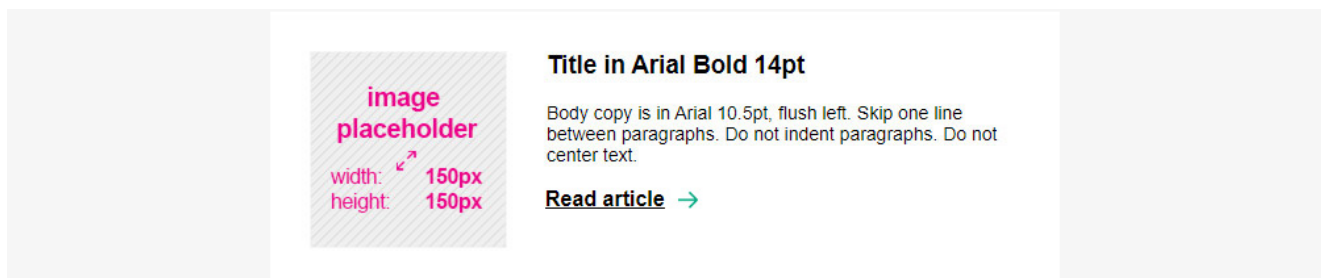 image
placeholder
width: 150px
height: 150px
Title in Arial Bold 14pt
Body copy is in Arial 10.5pt, flush left. Skip one line
between paragraphs. Do not indent paragraphs. Do not
center text.
Read article →